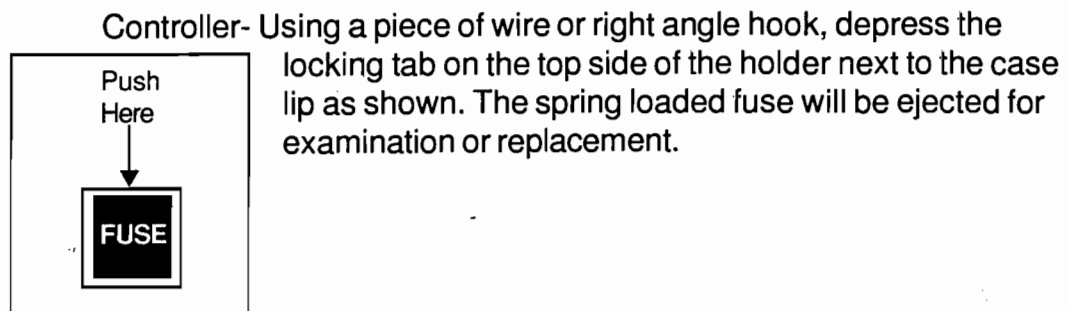 Controller- Using a piece of wire or right angle hook, depress the
locking tab on the top side of the holder next to the case
lip as shown. The spring loaded fuse will be ejected for
examination or replacement.
Push
Here
FUSE